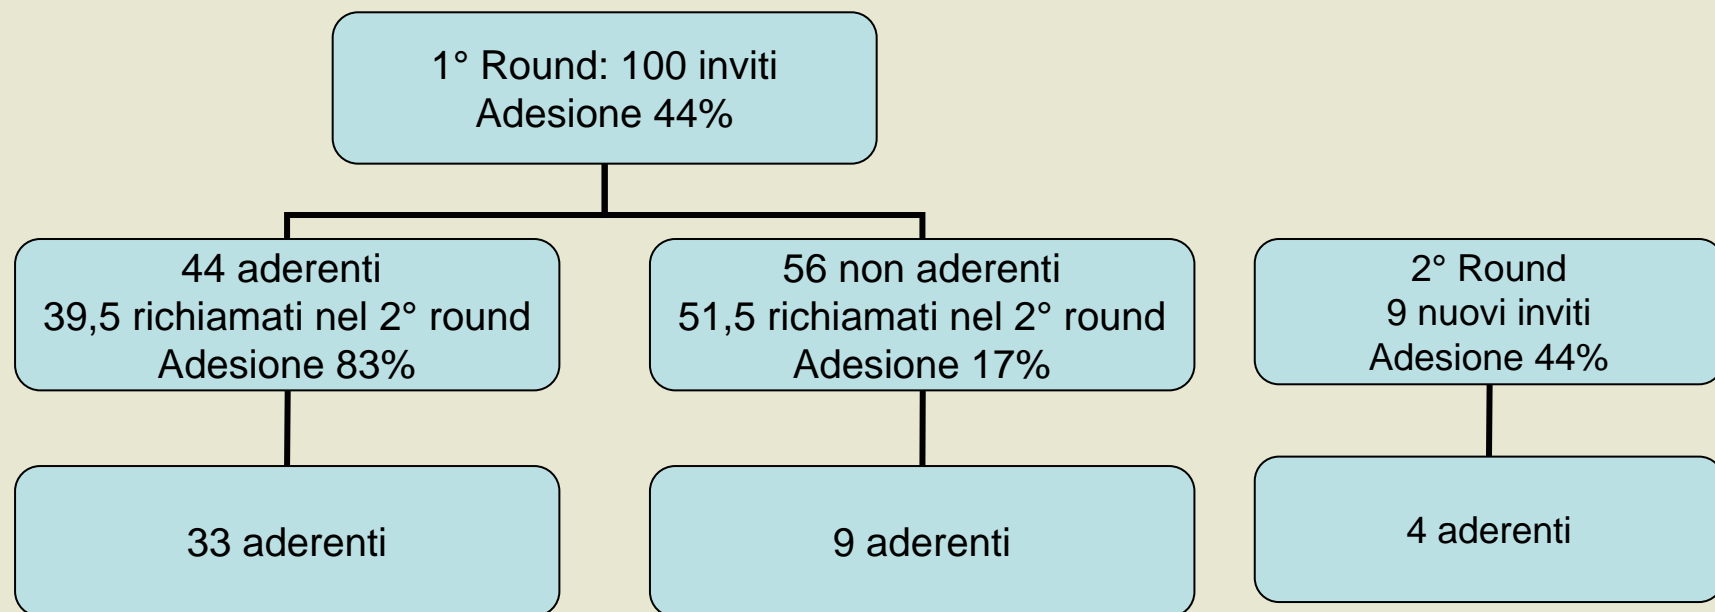 1° Round: 100 inviti
Adesione 44%
44 aderenti
39,5 richiamati nel 2° round
Adesione 83%
56 non aderenti
51,5 richiamati nel 2° round
Adesione 17%
2° Round
9 nuovi inviti
Adesione 44%
33 aderenti
9 aderenti
4 aderenti